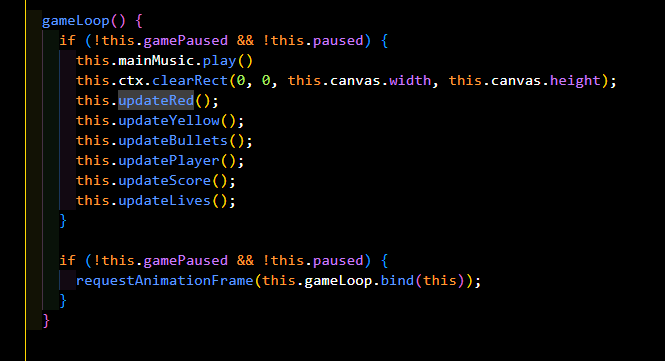 gameLoop() {
if (!this.gamePaused && !this.paused) {
this.mainMusic.play()
this.ctx.clearRect(0, 0, this.canvas.width, this.canvas.height);
this.updateRed();
this.updateYellow();
this.updateBullets();
this.updatePlayer();
this.updateScore();
this.updateLives();
}
if (!this.gamePaused && !this.paused) {
requestAnimationFrame(this.gameLoop.bind(this));
}
}